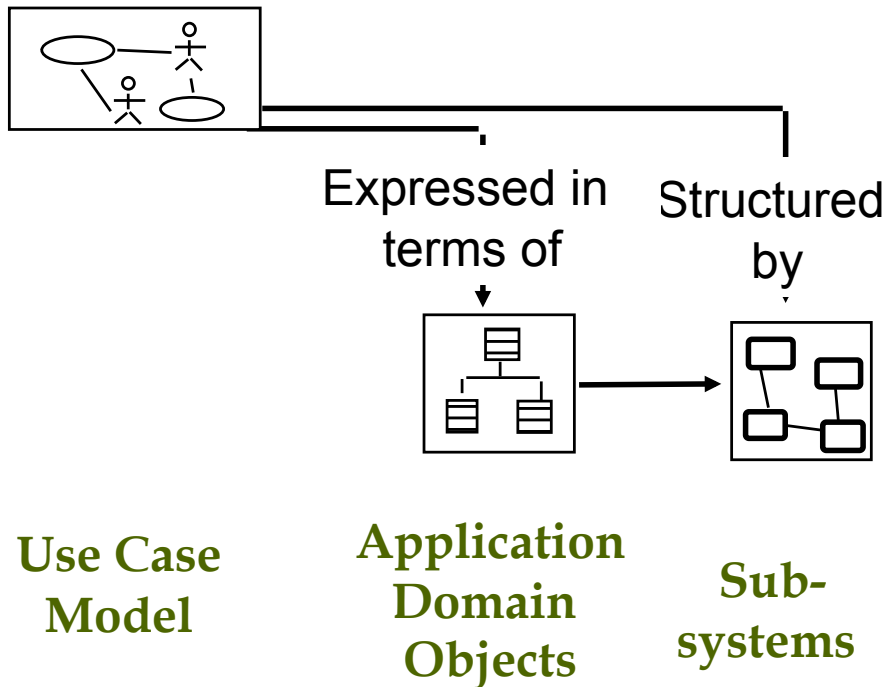 Expressed in
terms of
Structured
by
Use Case
Model
Application
Domain
Objects
Sub-
systems